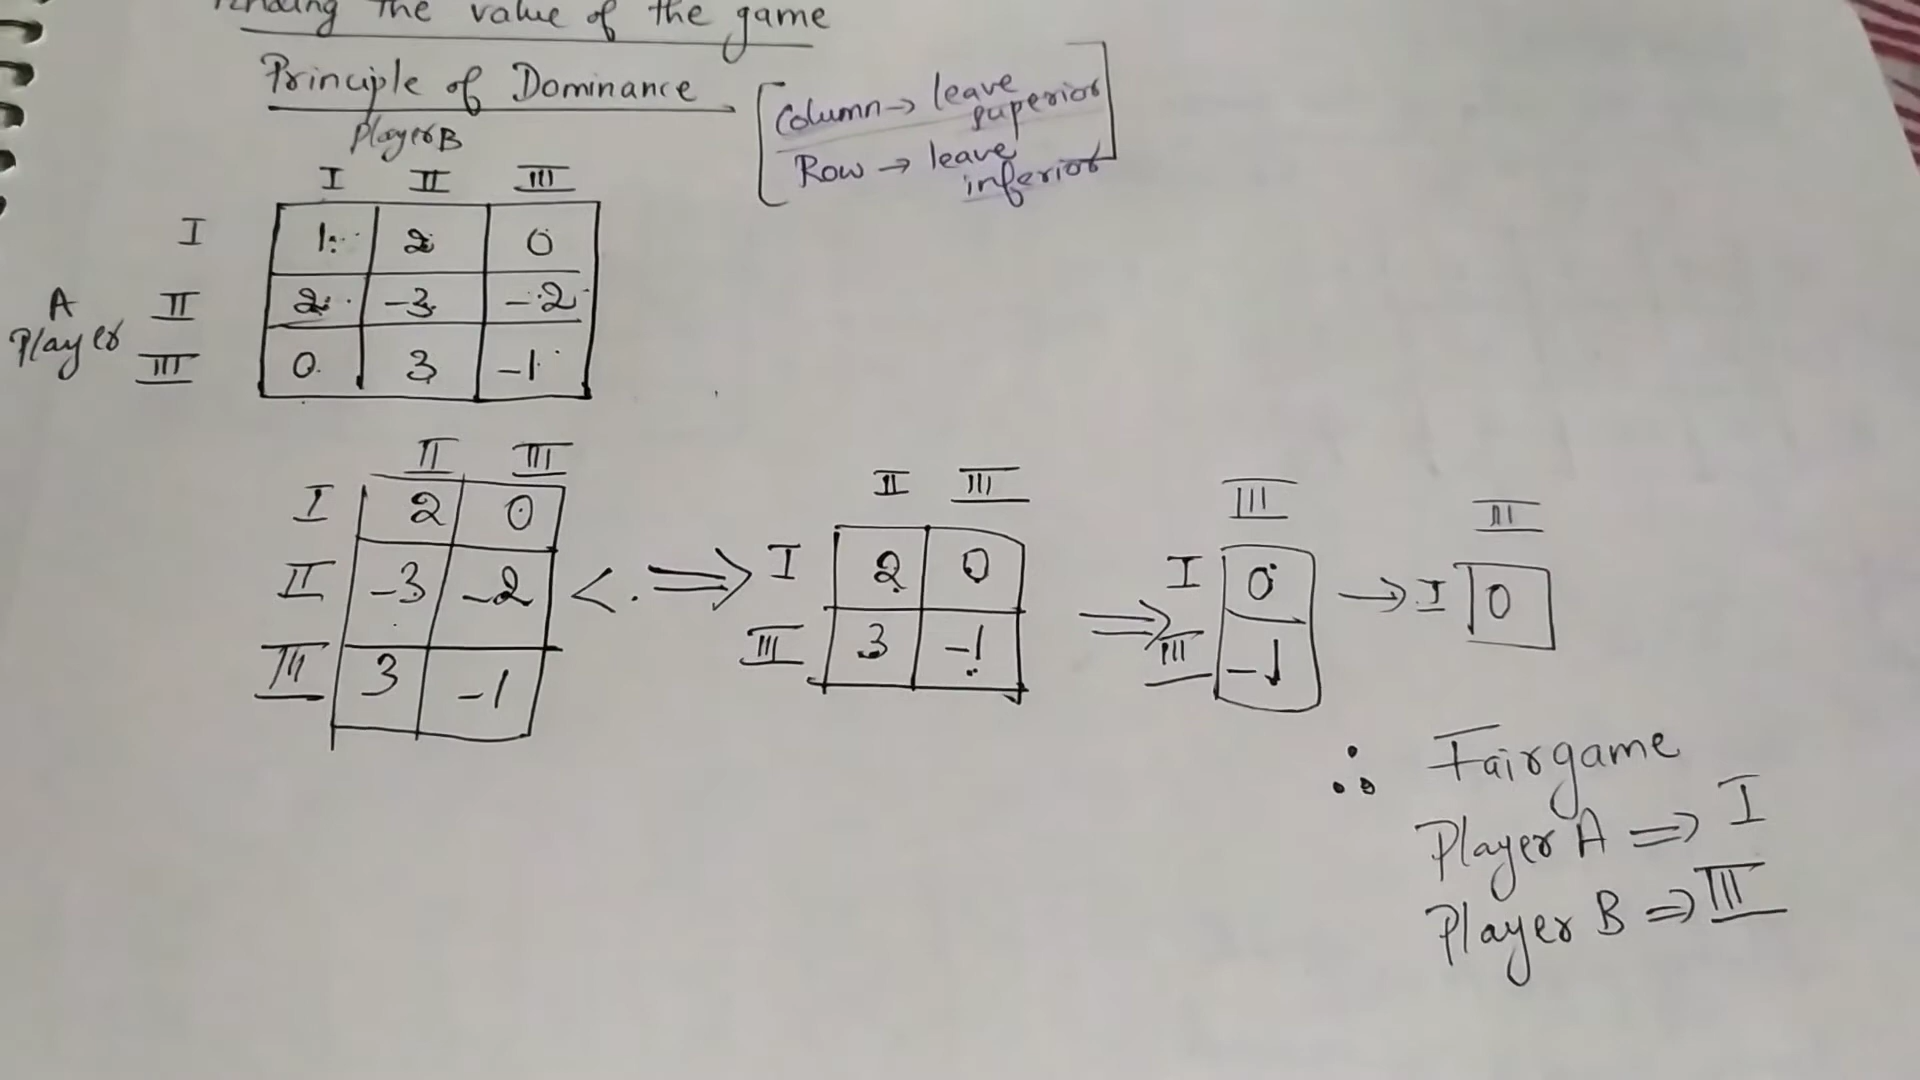 Finding the value of the game
Principle of Dominance
Column → leave superior
Row → leave inferior
Player B
I II III
I 1 2 0
A Player II 2 -3 -2
III 0 3 -1
II III
I 2 0
II -3 -2 < . ⇒
III 3 -1
II III
I 2 0
III 3 -1
⇒
III
I 0
III -1
→
III
I 0
∴ Fairgame
Player A ⇒ I
Player B ⇒ III